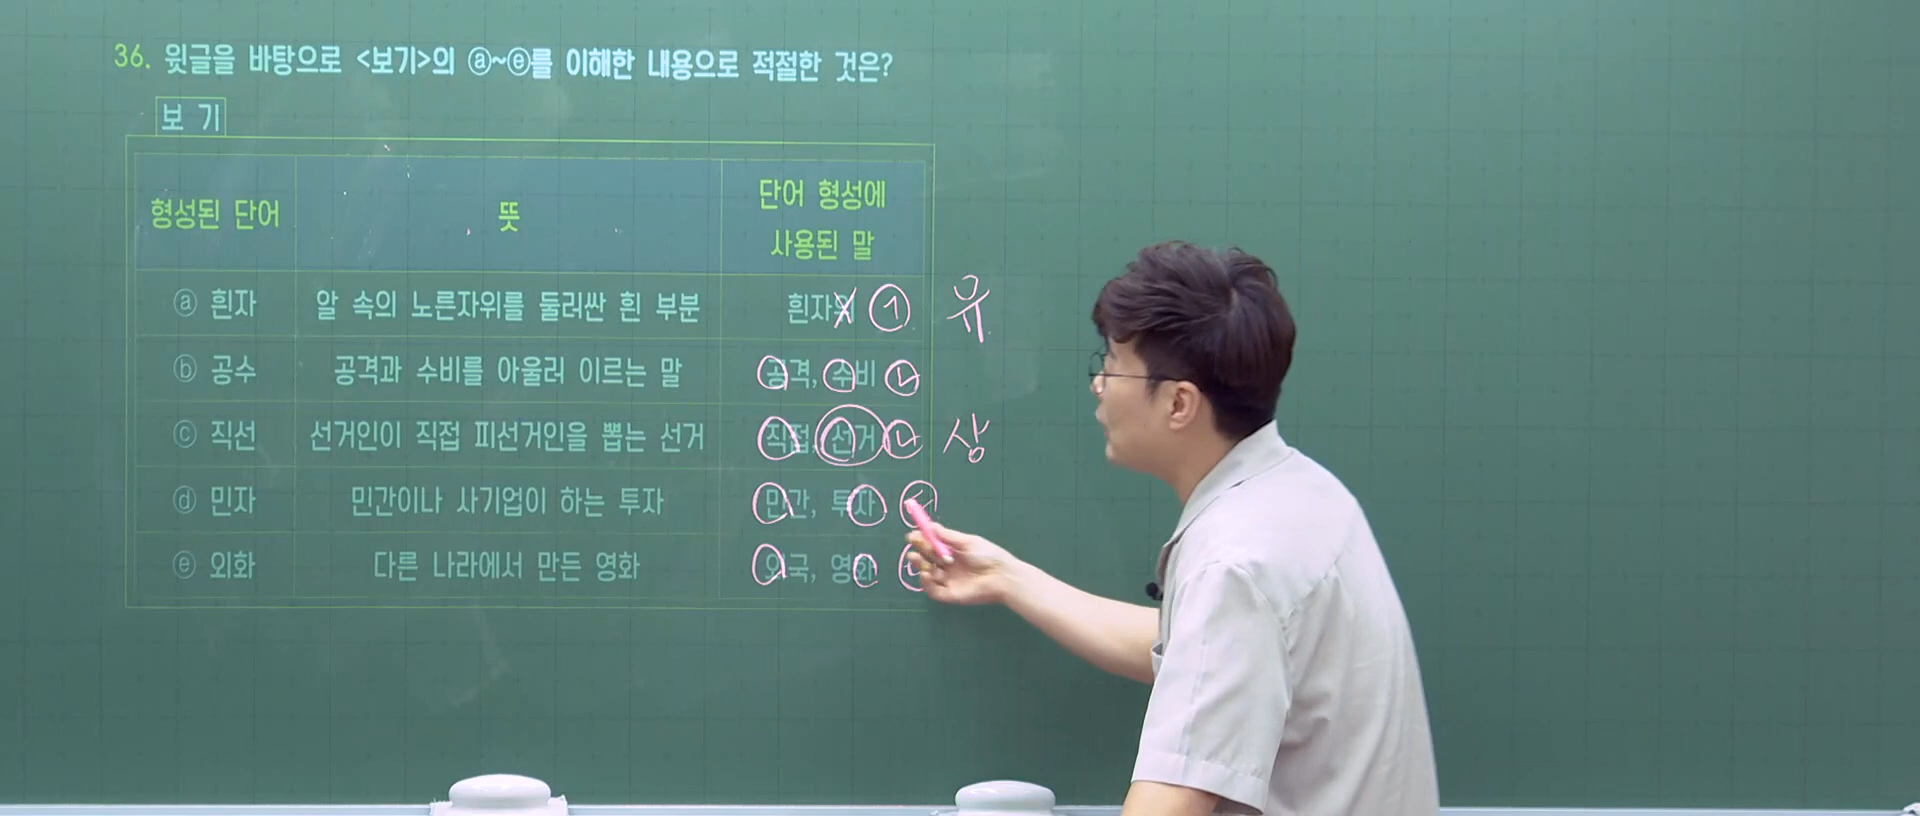 36. 윗글을 바탕으로 <보기>의 ⓐ~ⓔ를 이해한 내용으로 적절한 것은?
보 기
형성된 단어 뜻 단어 형성에 사용된 말
ⓐ 흰자 알 속의 노른자위를 둘러싼 흰 부분 흰자위 ㄱ 유
ⓑ 공수 공격과 수비를 아울러 이르는 말 공격, 수비 ㄴ
ⓒ 직선 선거인이 직접 피선거인을 뽑는 선거 직접, 선거 ㄴ 상
ⓓ 민자 민간이나 사기업이 하는 투자 민간, 투자
ⓔ 외화 다른 나라에서 만든 영화 외국, 영화